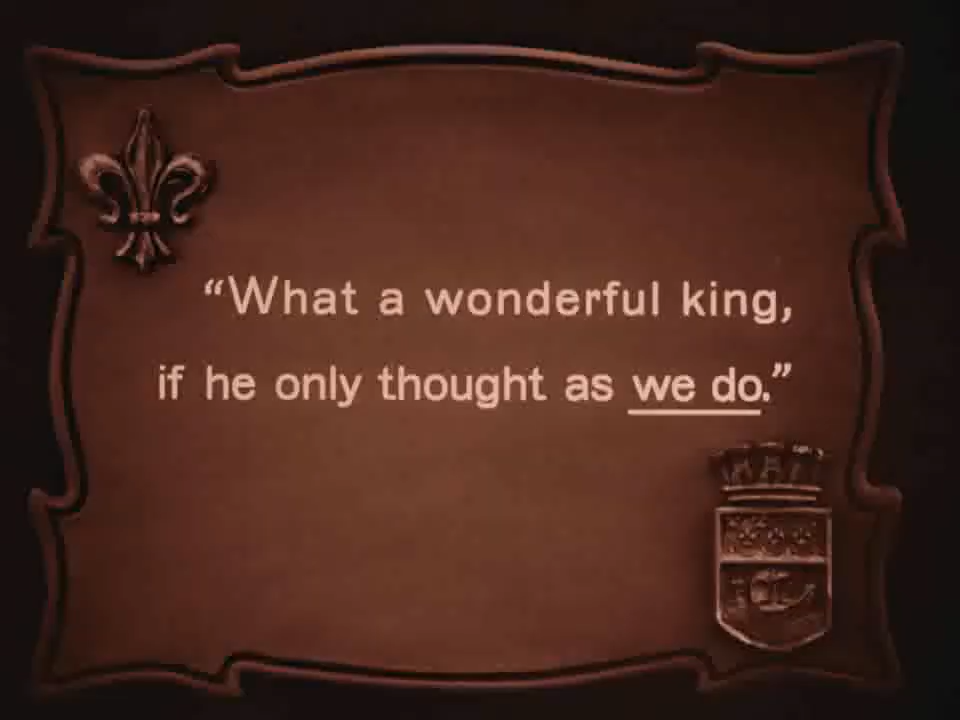 “What a wonderful king,
if he only thought as we do.”